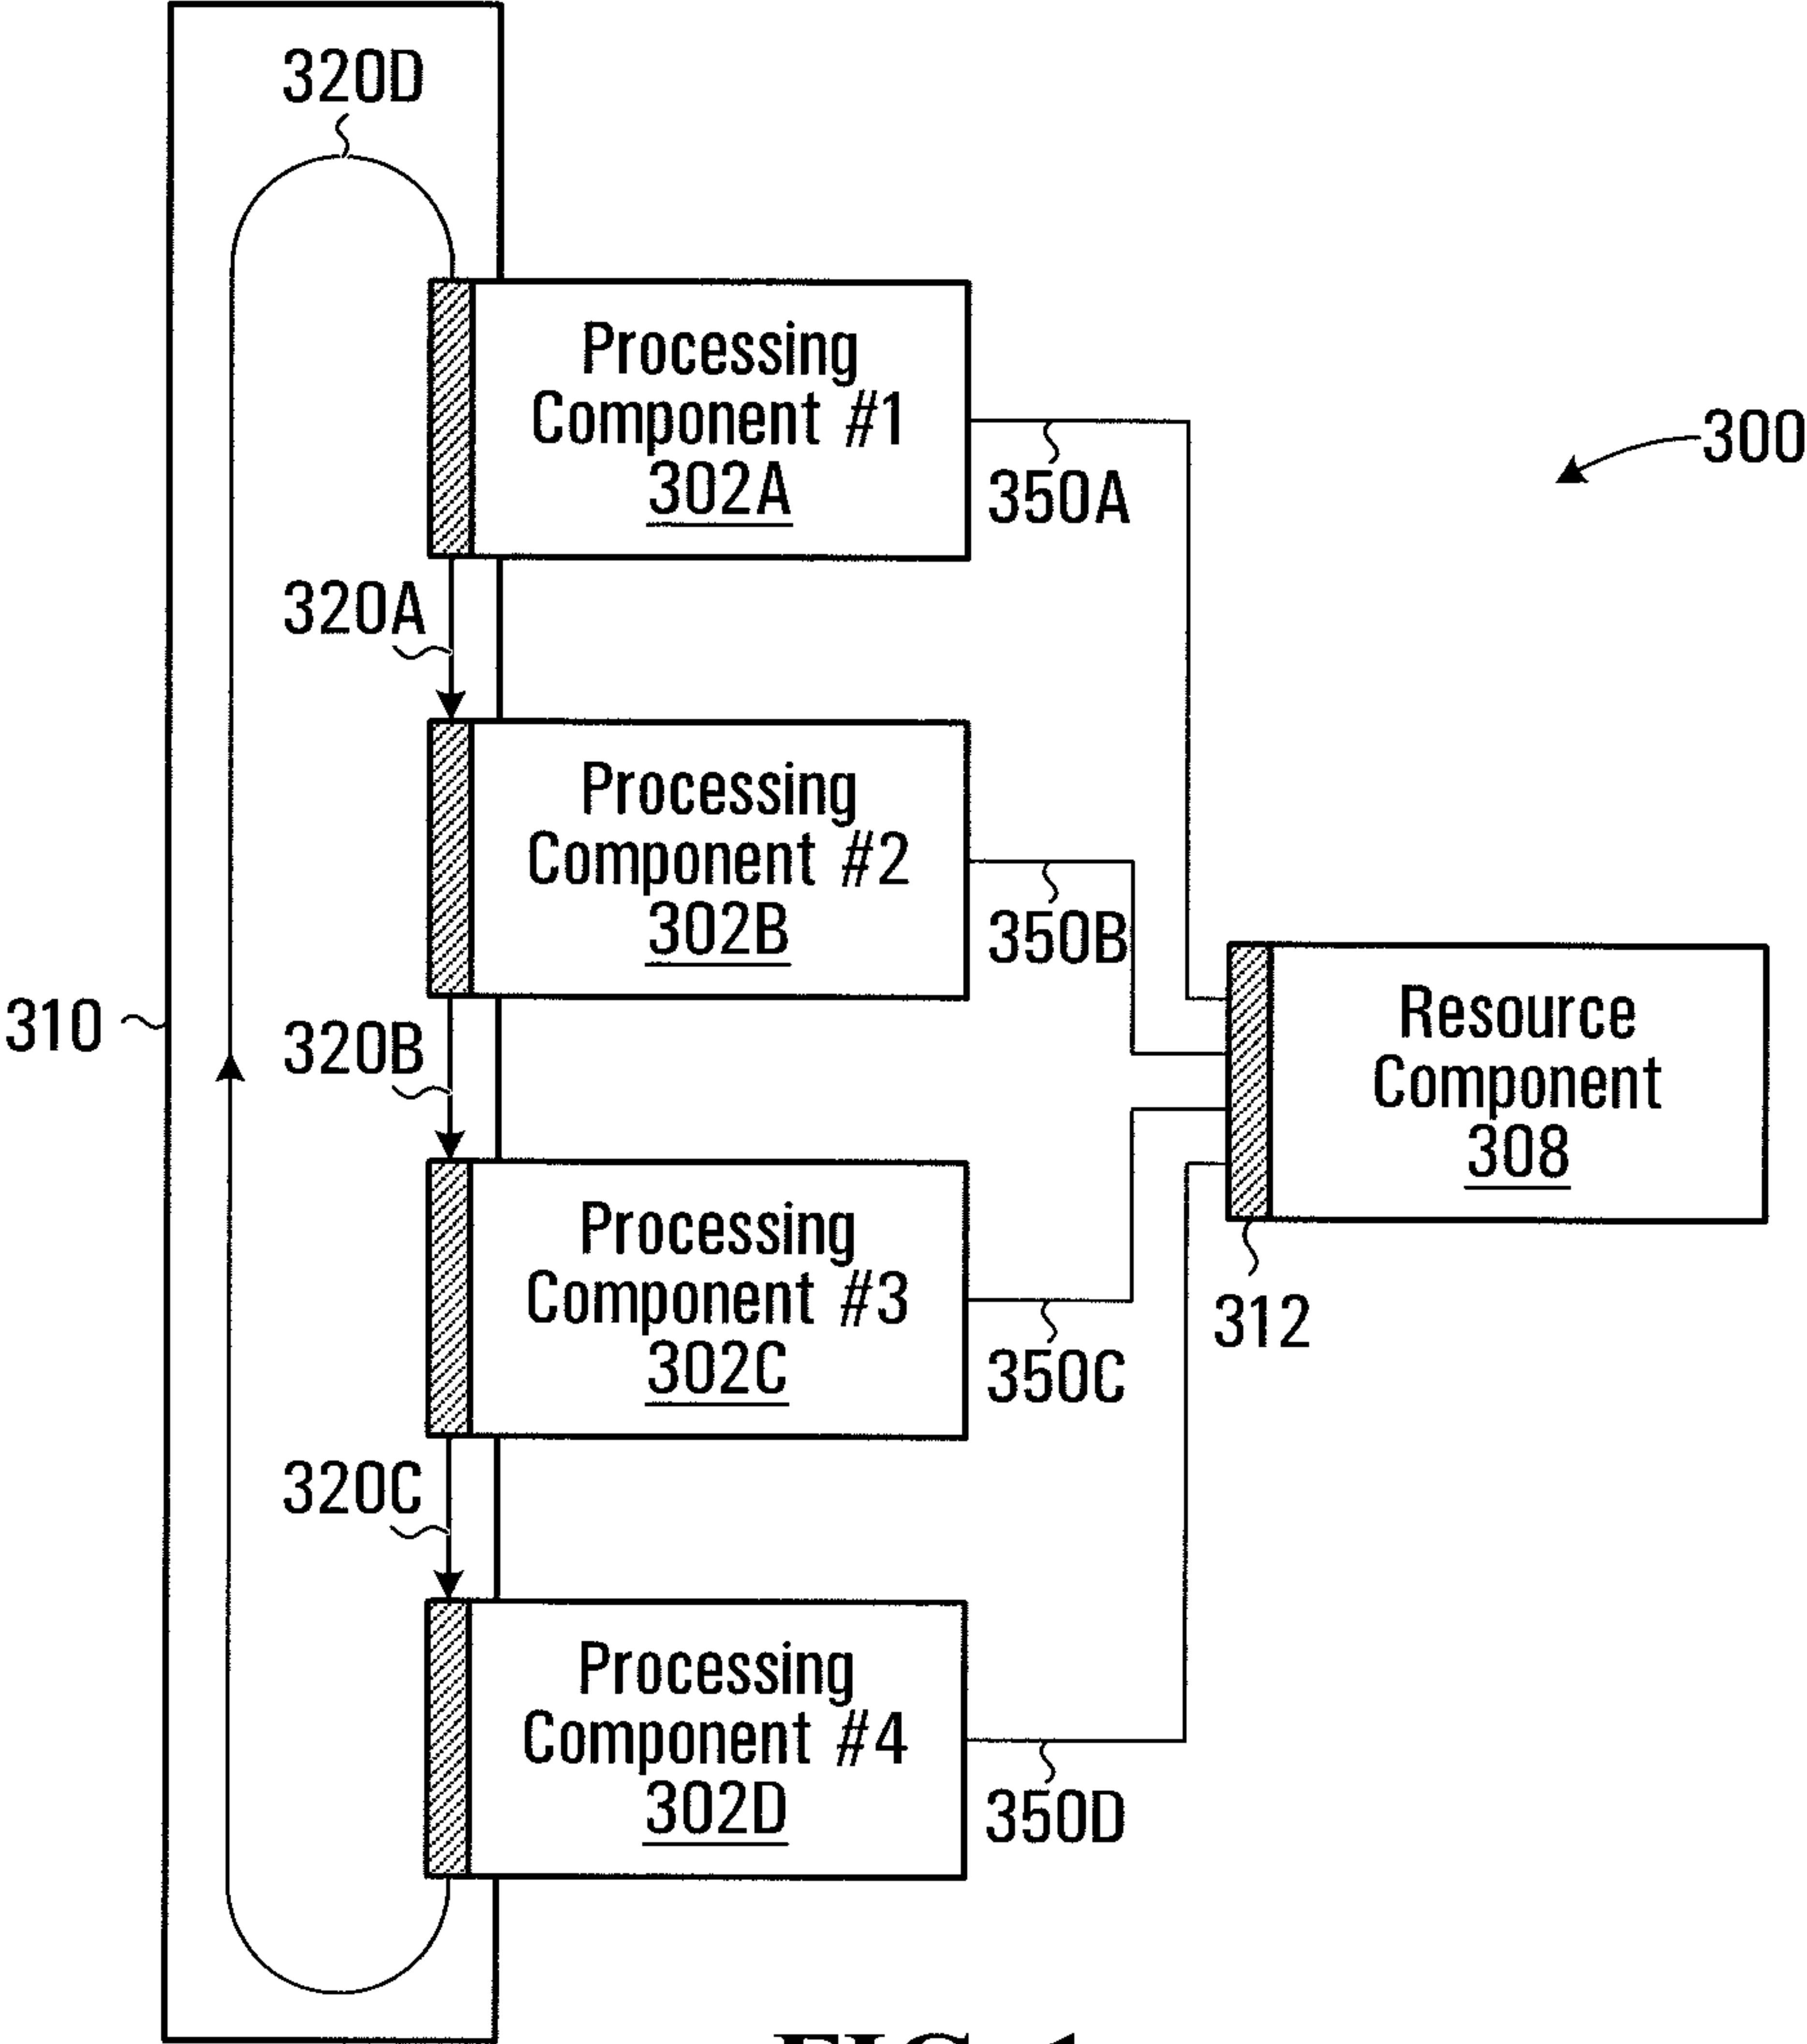 320D
Processing
Component #1
302A
350A
300
320A
Processing
Component #2
302B
350B
310
320B
Resource
Component
308
312
Processing
Component #3
302C
350C
320C
Processing
Component #4
302D
350D